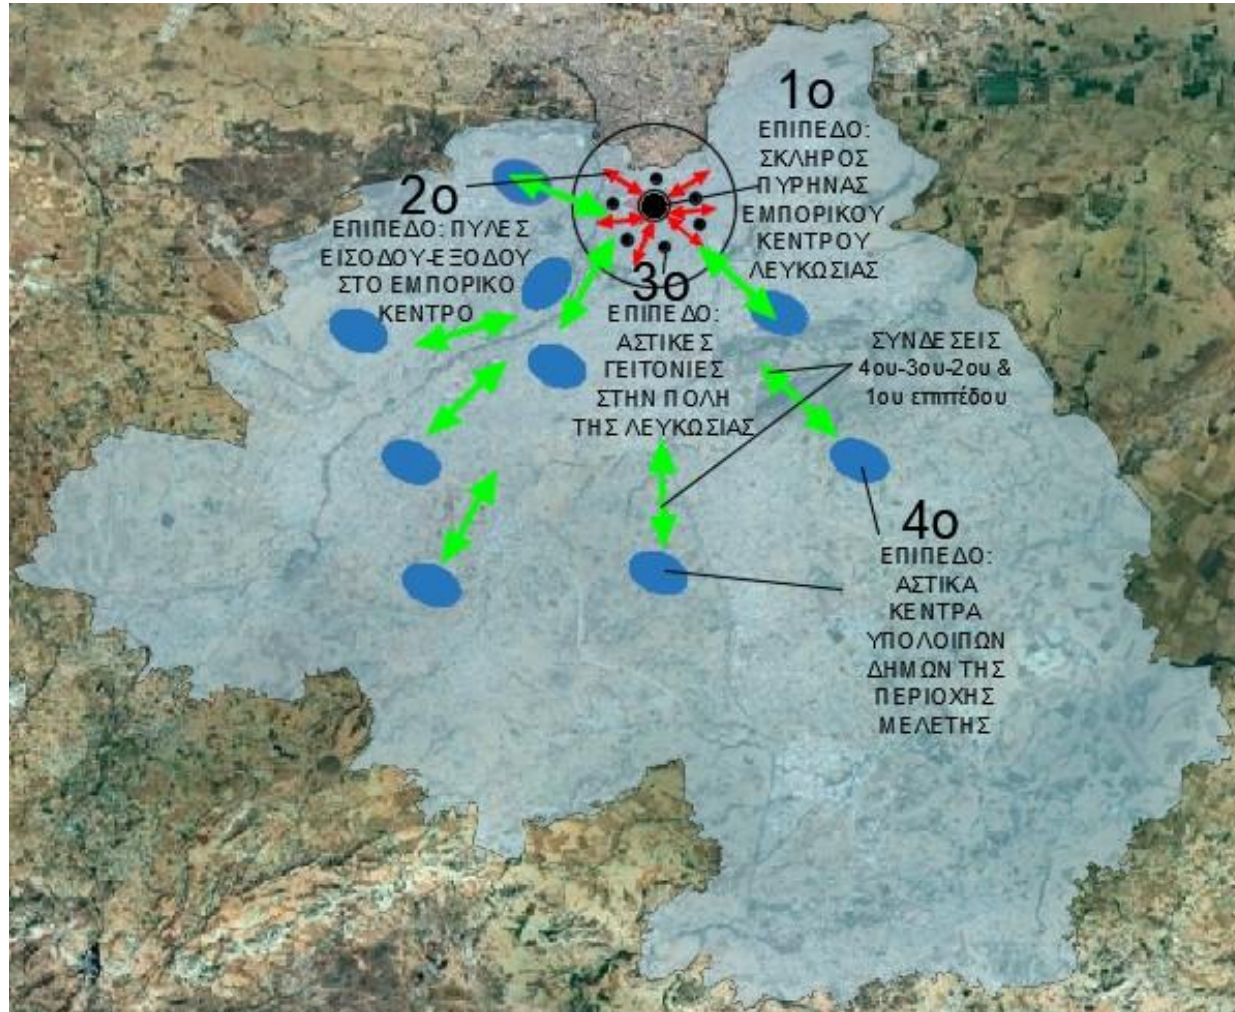 1ο
ΕΠΙΠΕΔΟ:
ΣΚΛΗΡΟΣ
ΠΥΡΗΝΑΣ
ΕΜΠΟΡΙΚΟΥ
ΚΕΝΤΡΟΥ
ΛΕΥΚΩΣΙΑΣ
2ο
ΕΠΙΠΕΔΟ: ΠΥΛΕΣ
ΕΙΣΟΔΟΥ-ΕΞΟΔΟΥ
ΣΤΟ ΕΜΠΟΡΙΚΟ
ΚΕΝΤΡΟ
3ο
ΕΠΙΠΕΔΟ:
ΑΣΤΙΚΕΣ
ΓΕΙΤΟΝΙΕΣ
ΣΤΗΝ ΠΟΛΗ
ΤΗΣ ΛΕΥΚΩΣΙΑΣ
ΣΥΝΔΕΣΕΙΣ
4ου-3ου-2ου &
1ου επιπέδου
4ο
ΕΠΙΠΕΔΟ:
ΑΣΤΙΚΑ
ΚΕΝΤΡΑ
ΥΠΟΛΟΙΠΩΝ
ΔΗΜΩΝ ΤΗΣ
ΠΕΡΙΟΧΗΣ
ΜΕΛΕΤΗΣ